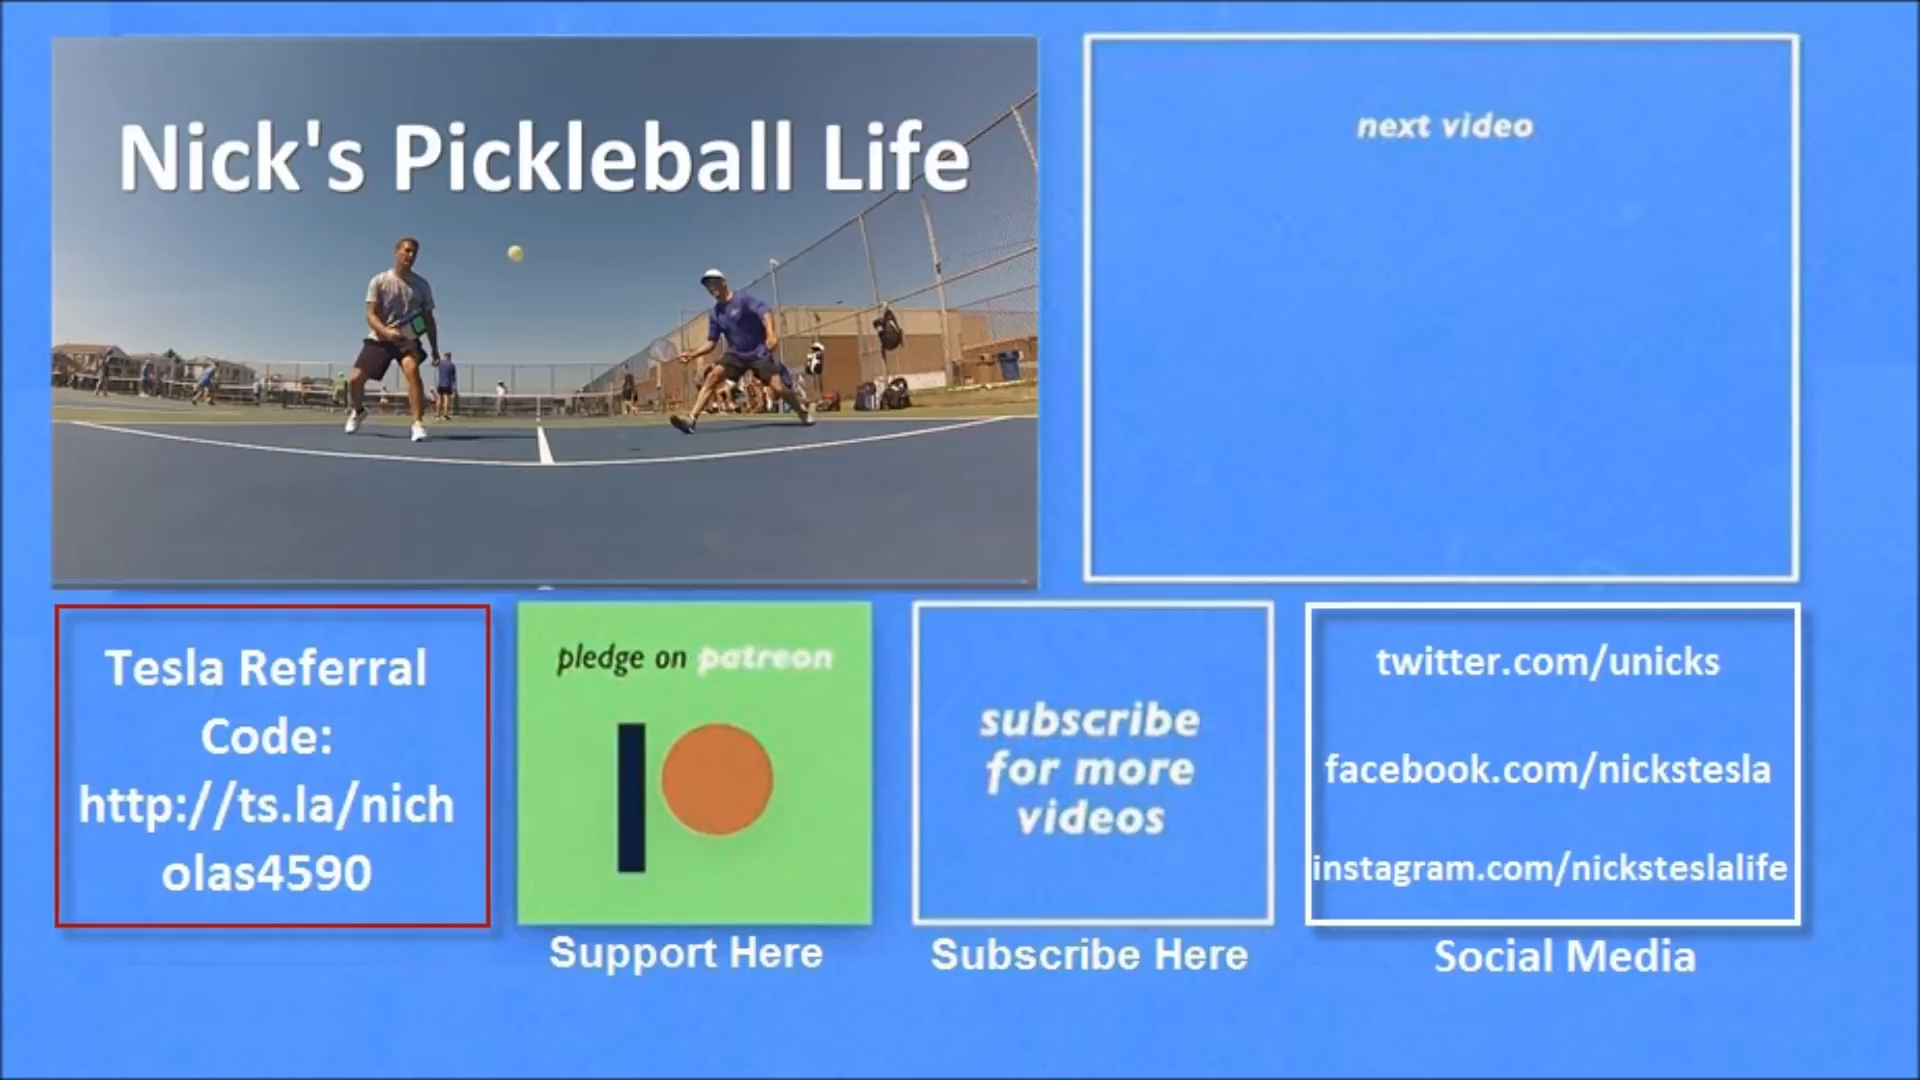 Nick's Pickleball Life
next video
Tesla Referral
Code:
http://ts.la/nich
olas4590
pledge on patreon
Support Here
subscribe
for more
videos
Subscribe Here
twitter.com/unicks
facebook.com/nickstesla
instagram.com/nicksteslalife
Social Media